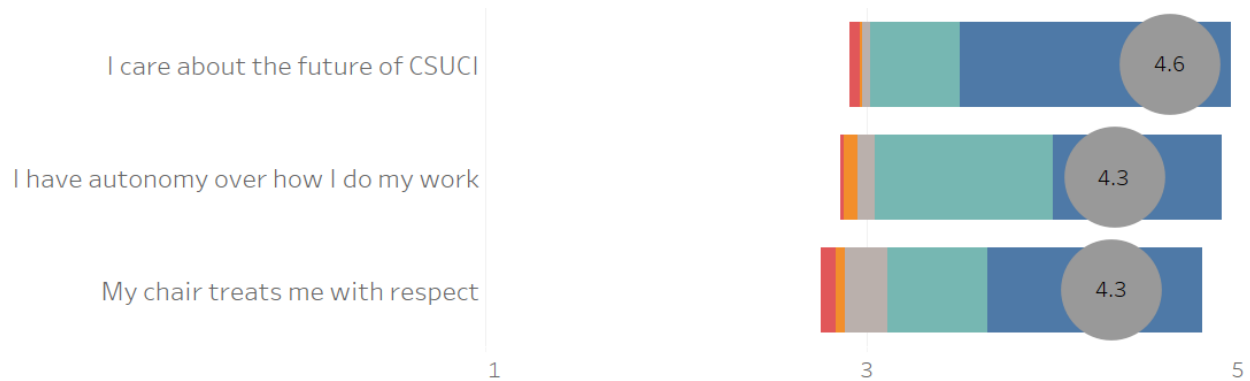 I care about the future of CSUCI
4.6
I have autonomy over how I do my work
4.3
My chair treats me with respect
4.3
1
3
5